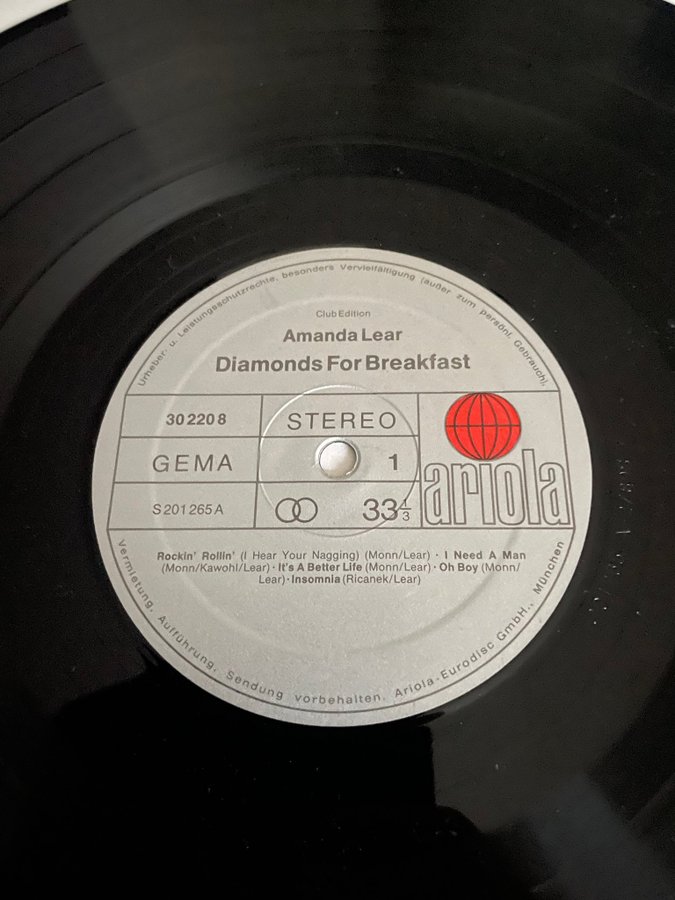 Urheber- u. Leistungsschutzrechte, besonders Vervielfältigung (außer zum persönl. Gebrauch),
Club Edition
Amanda Lear
Diamonds For Breakfast
30 220 8
STEREO
GEMA
1
S 201 265 A
33 1/3
ariola
Rockin' Rollin' (I Hear Your Nagging) (Monn/Lear) · I Need A Man
(Monn/Kawohl/Lear) · It's A Better Life (Monn/Lear) · Oh Boy (Monn/
Lear) · Insomnia (Ricanek/Lear)
Vermietung, Aufführung, Sendung vorbehalten. Ariola-Eurodisc GmbH., München